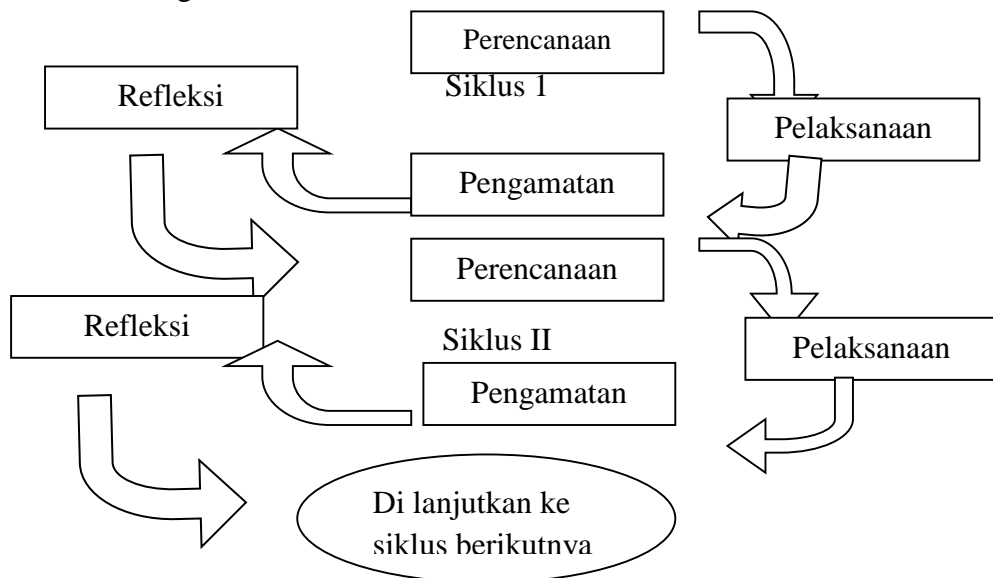 Perencanaan
Siklus 1
Refleksi
Pelaksanaan
Pengamatan
Perencanaan
Refleksi
Siklus II
Pelaksanaan
Pengamatan
Di lanjutkan ke
siklus berikutnya